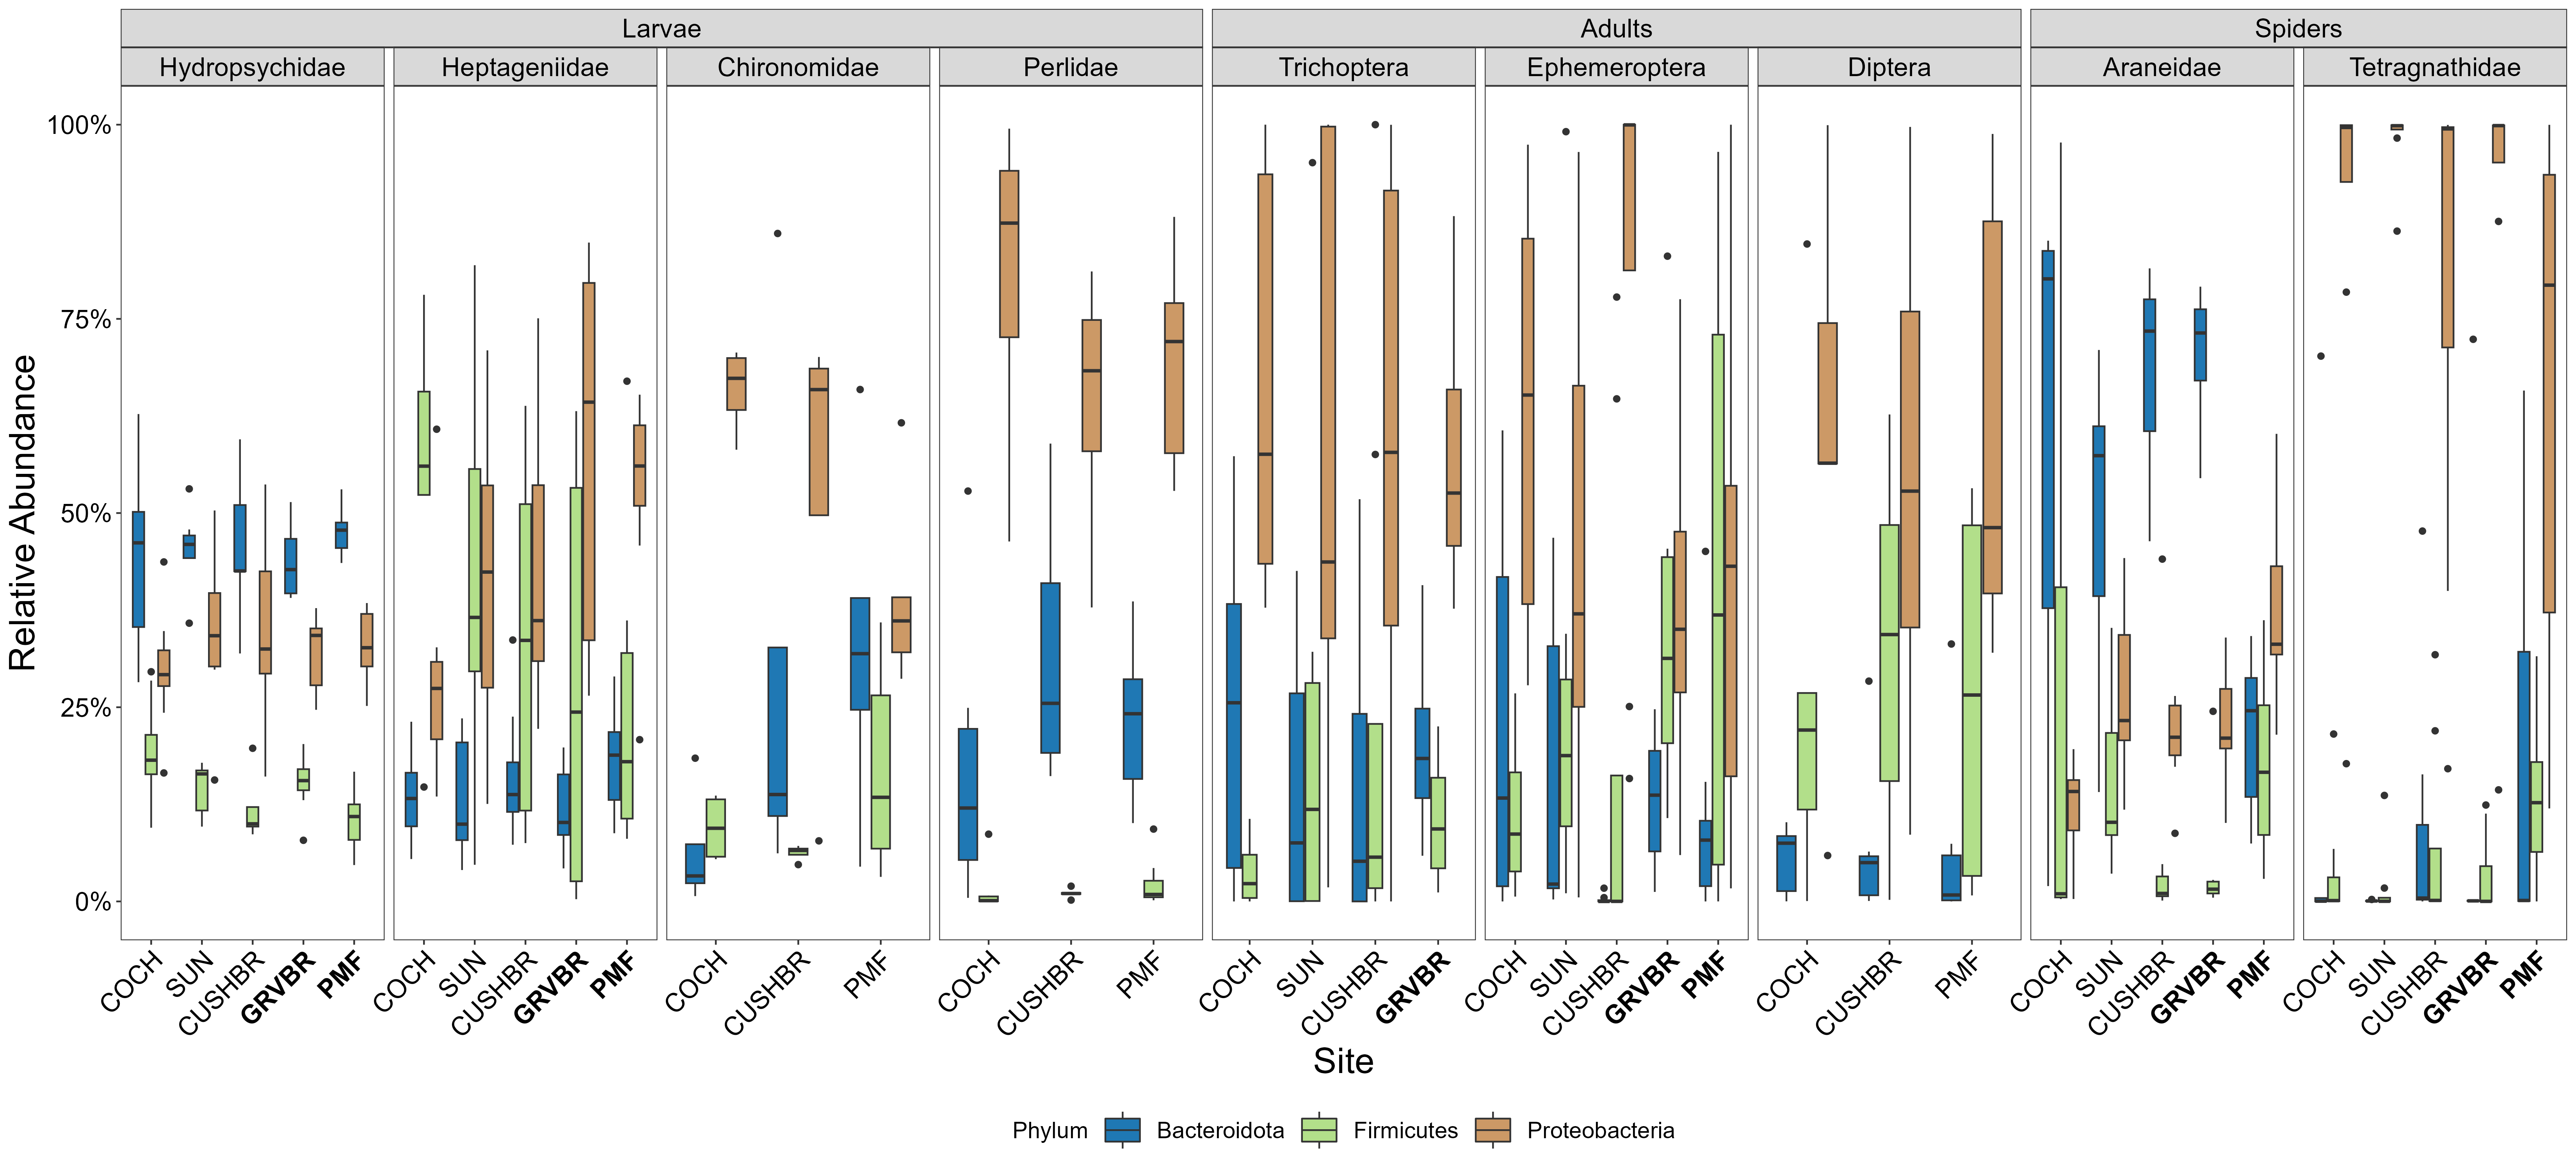 Larvae Adults Spiders
Hydropsychidae Heptageniidae Chironomidae Perlidae Trichoptera Ephemeroptera Diptera Araneidae Tetragnathidae
Relative Abundance
100%
75%
50%
25%
0%
COCH SUN CUSHBR GRVBR PMF COCH SUN CUSHBR GRVBR PMF COCH CUSHBR PMF COCH CUSHBR PMF COCH SUN CUSHBR GRVBR COCH SUN CUSHBR GRVBR PMF COCH CUSHBR PMF COCH SUN CUSHBR GRVBR PMF COCH SUN CUSHBR GRVBR PMF
Site
Phylum Bacteroidota Firmicutes Proteobacteria